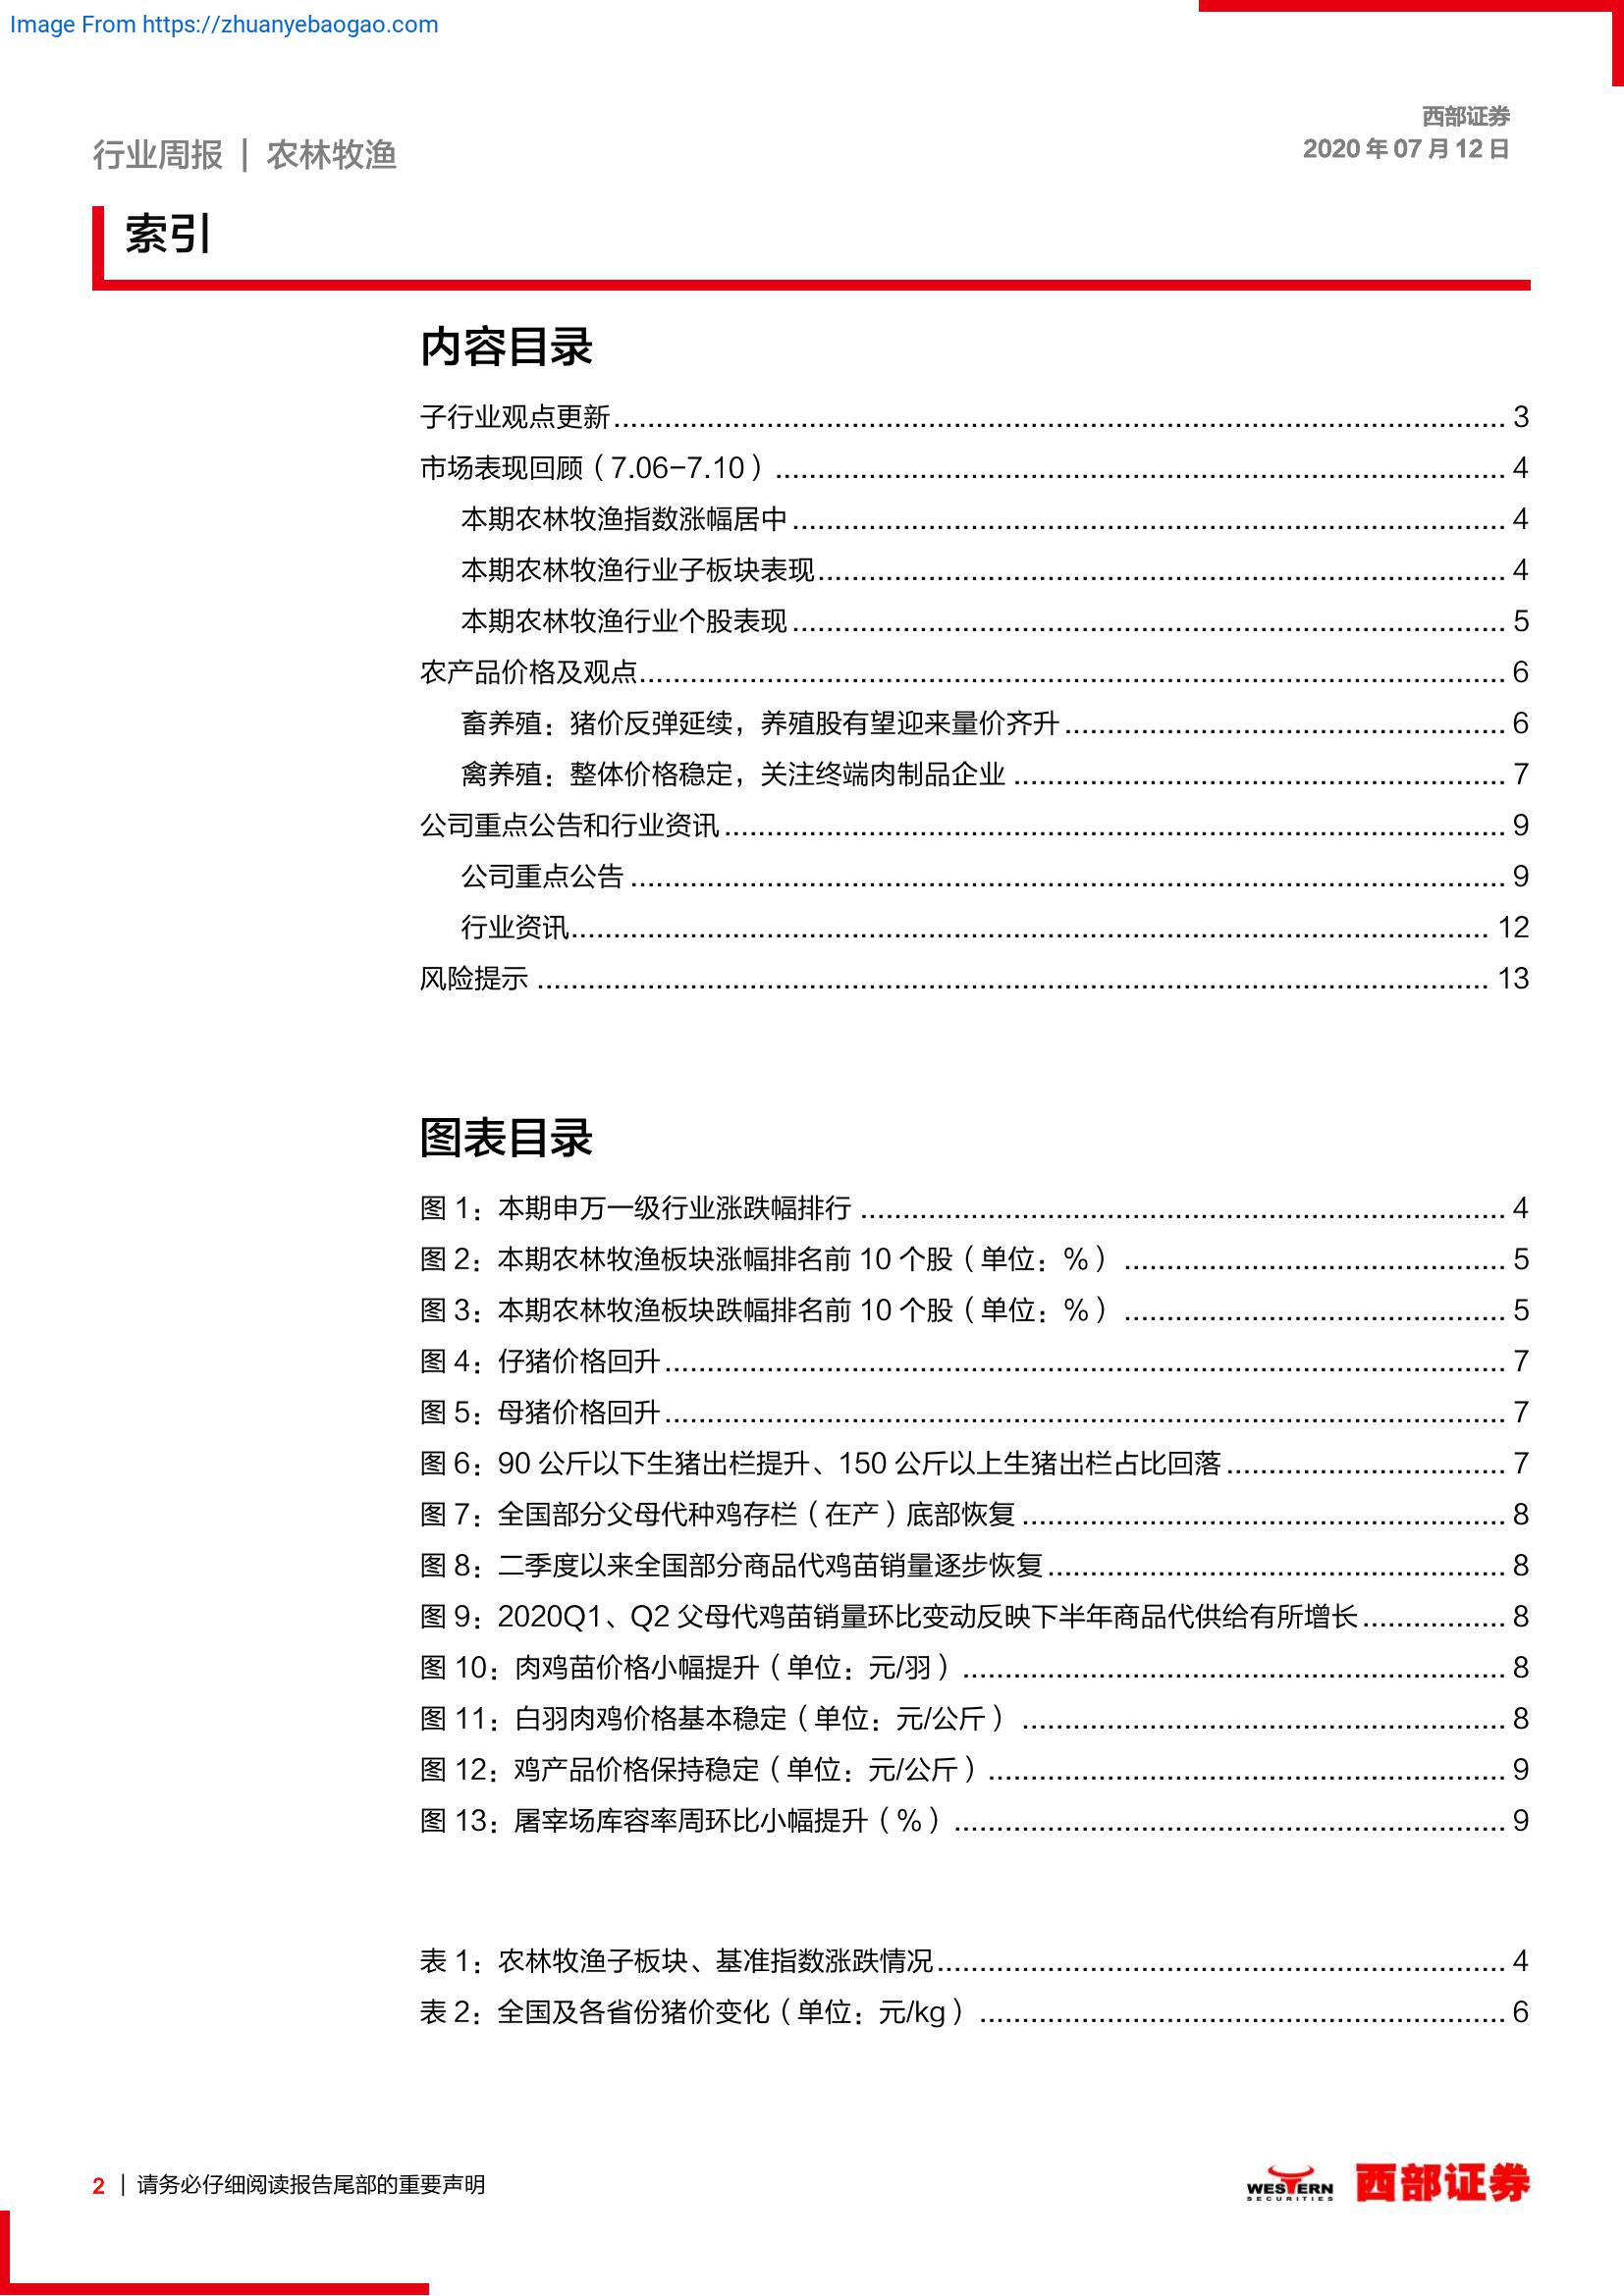 Image From https://zhuanyebaogao.com
西部证券
行业周报 | 农林牧渔
2020 年 07 月 12 日
索引
内容目录
子行业观点更新 3
市场表现回顾（7.06-7.10） 4
本期农林牧渔指数涨幅居中 4
本期农林牧渔行业子板块表现 4
本期农林牧渔行业个股表现 5
农产品价格及观点 6
畜养殖：猪价反弹延续，养殖股有望迎来量价齐升 6
禽养殖：整体价格稳定，关注终端肉制品企业 7
公司重点公告和行业资讯 9
公司重点公告 9
行业资讯 12
风险提示 13
图表目录
图 1：本期申万一级行业涨跌幅排行 4
图 2：本期农林牧渔板块涨幅排名前 10 个股（单位：%） 5
图 3：本期农林牧渔板块跌幅排名前 10 个股（单位：%） 5
图 4：仔猪价格回升 7
图 5：母猪价格回升 7
图 6：90 公斤以下生猪出栏提升、150 公斤以上生猪出栏占比回落 7
图 7：全国部分父母代种鸡存栏（在产）底部恢复 8
图 8：二季度以来全国部分商品代鸡苗销量逐步恢复 8
图 9：2020Q1、Q2 父母代鸡苗销量环比变动反映下半年商品代供给有所增长 8
图 10：肉鸡苗价格小幅提升（单位：元/羽） 8
图 11：白羽肉鸡价格基本稳定（单位：元/公斤） 8
图 12：鸡产品价格保持稳定（单位：元/公斤） 9
图 13：屠宰场库容率周环比小幅提升（%） 9
表 1：农林牧渔子板块、基准指数涨跌情况 4
表 2：全国及各省份猪价变化（单位：元/kg） 6
2 | 请务必仔细阅读报告尾部的重要声明
WESTERN
SECURITIES
西部证券